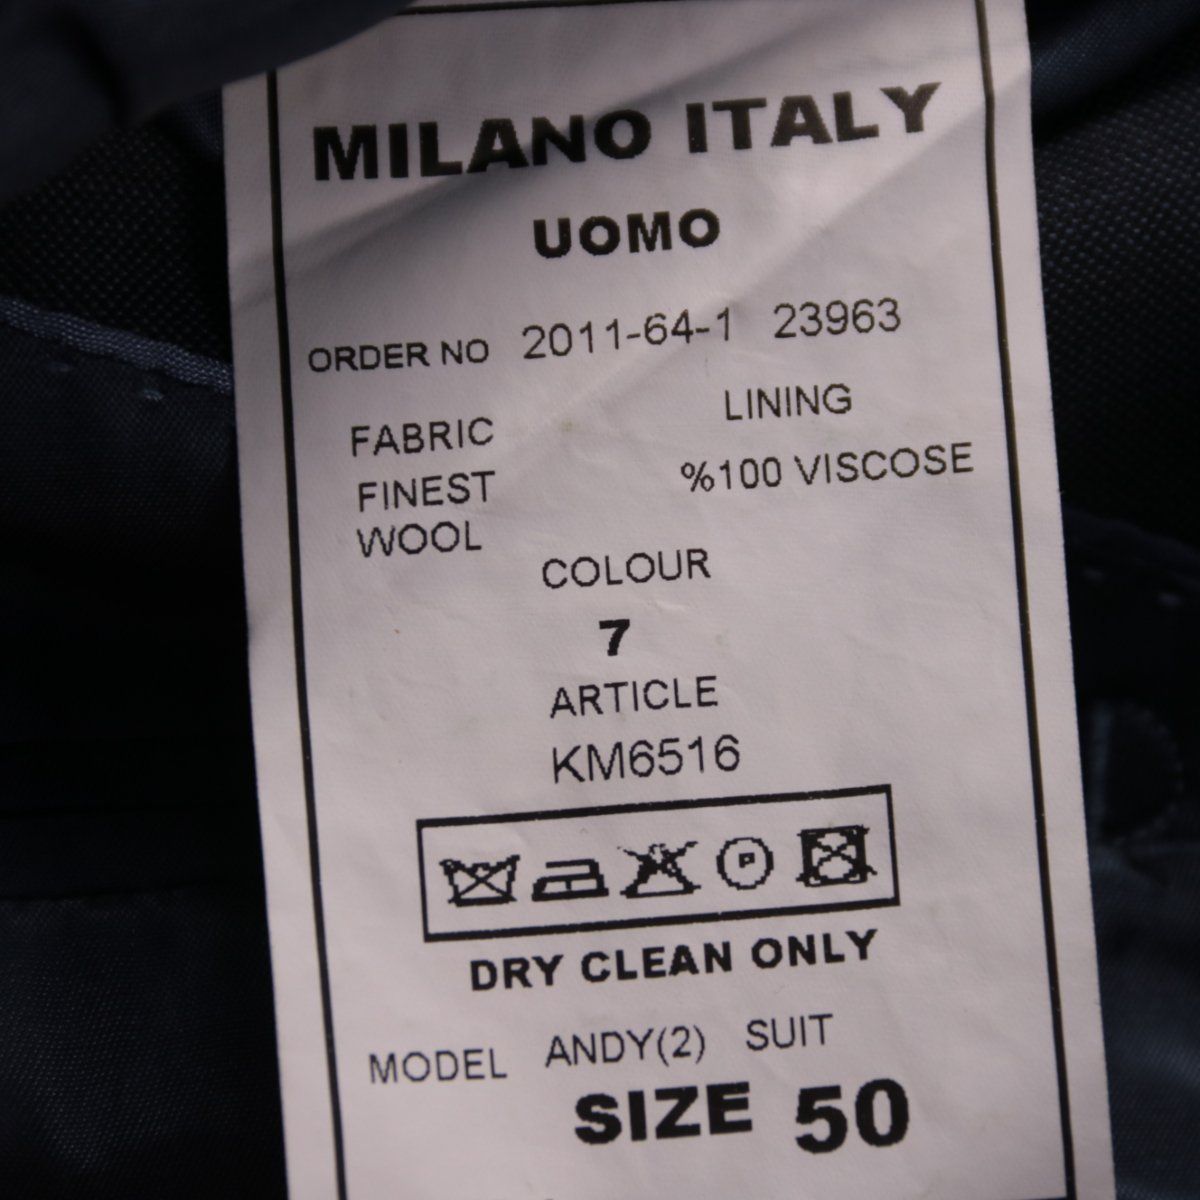 MILANO ITALY
UOMO
ORDER NO 2011-64-1 23963
FABRIC LINING
FINEST %100 VISCOSE
WOOL
COLOUR
7
ARTICLE
KM6516
P
DRY CLEAN ONLY
MODEL ANDY(2) SUIT
SIZE 50